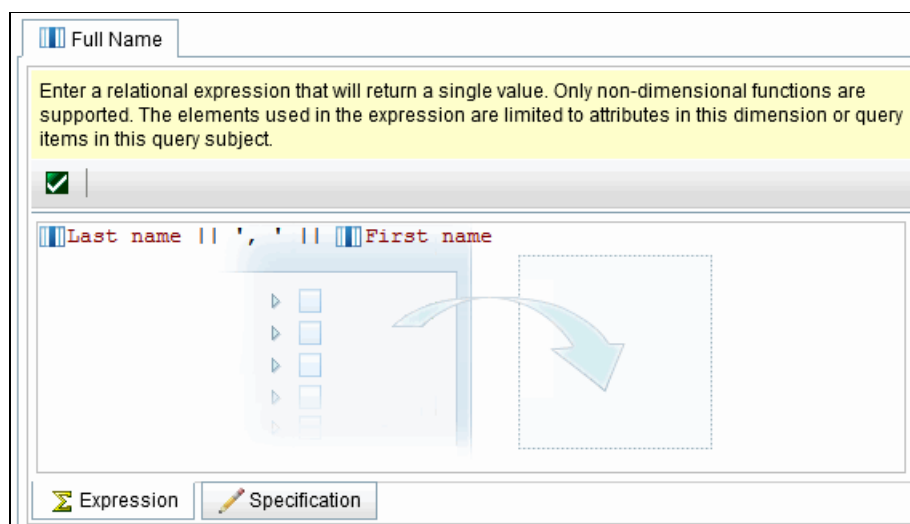 Full Name
Enter a relational expression that will return a single value. Only non-dimensional functions are
supported. The elements used in the expression are limited to attributes in this dimension or query
items in this query subject.
Last name || ', ' || First name
Expression Specification